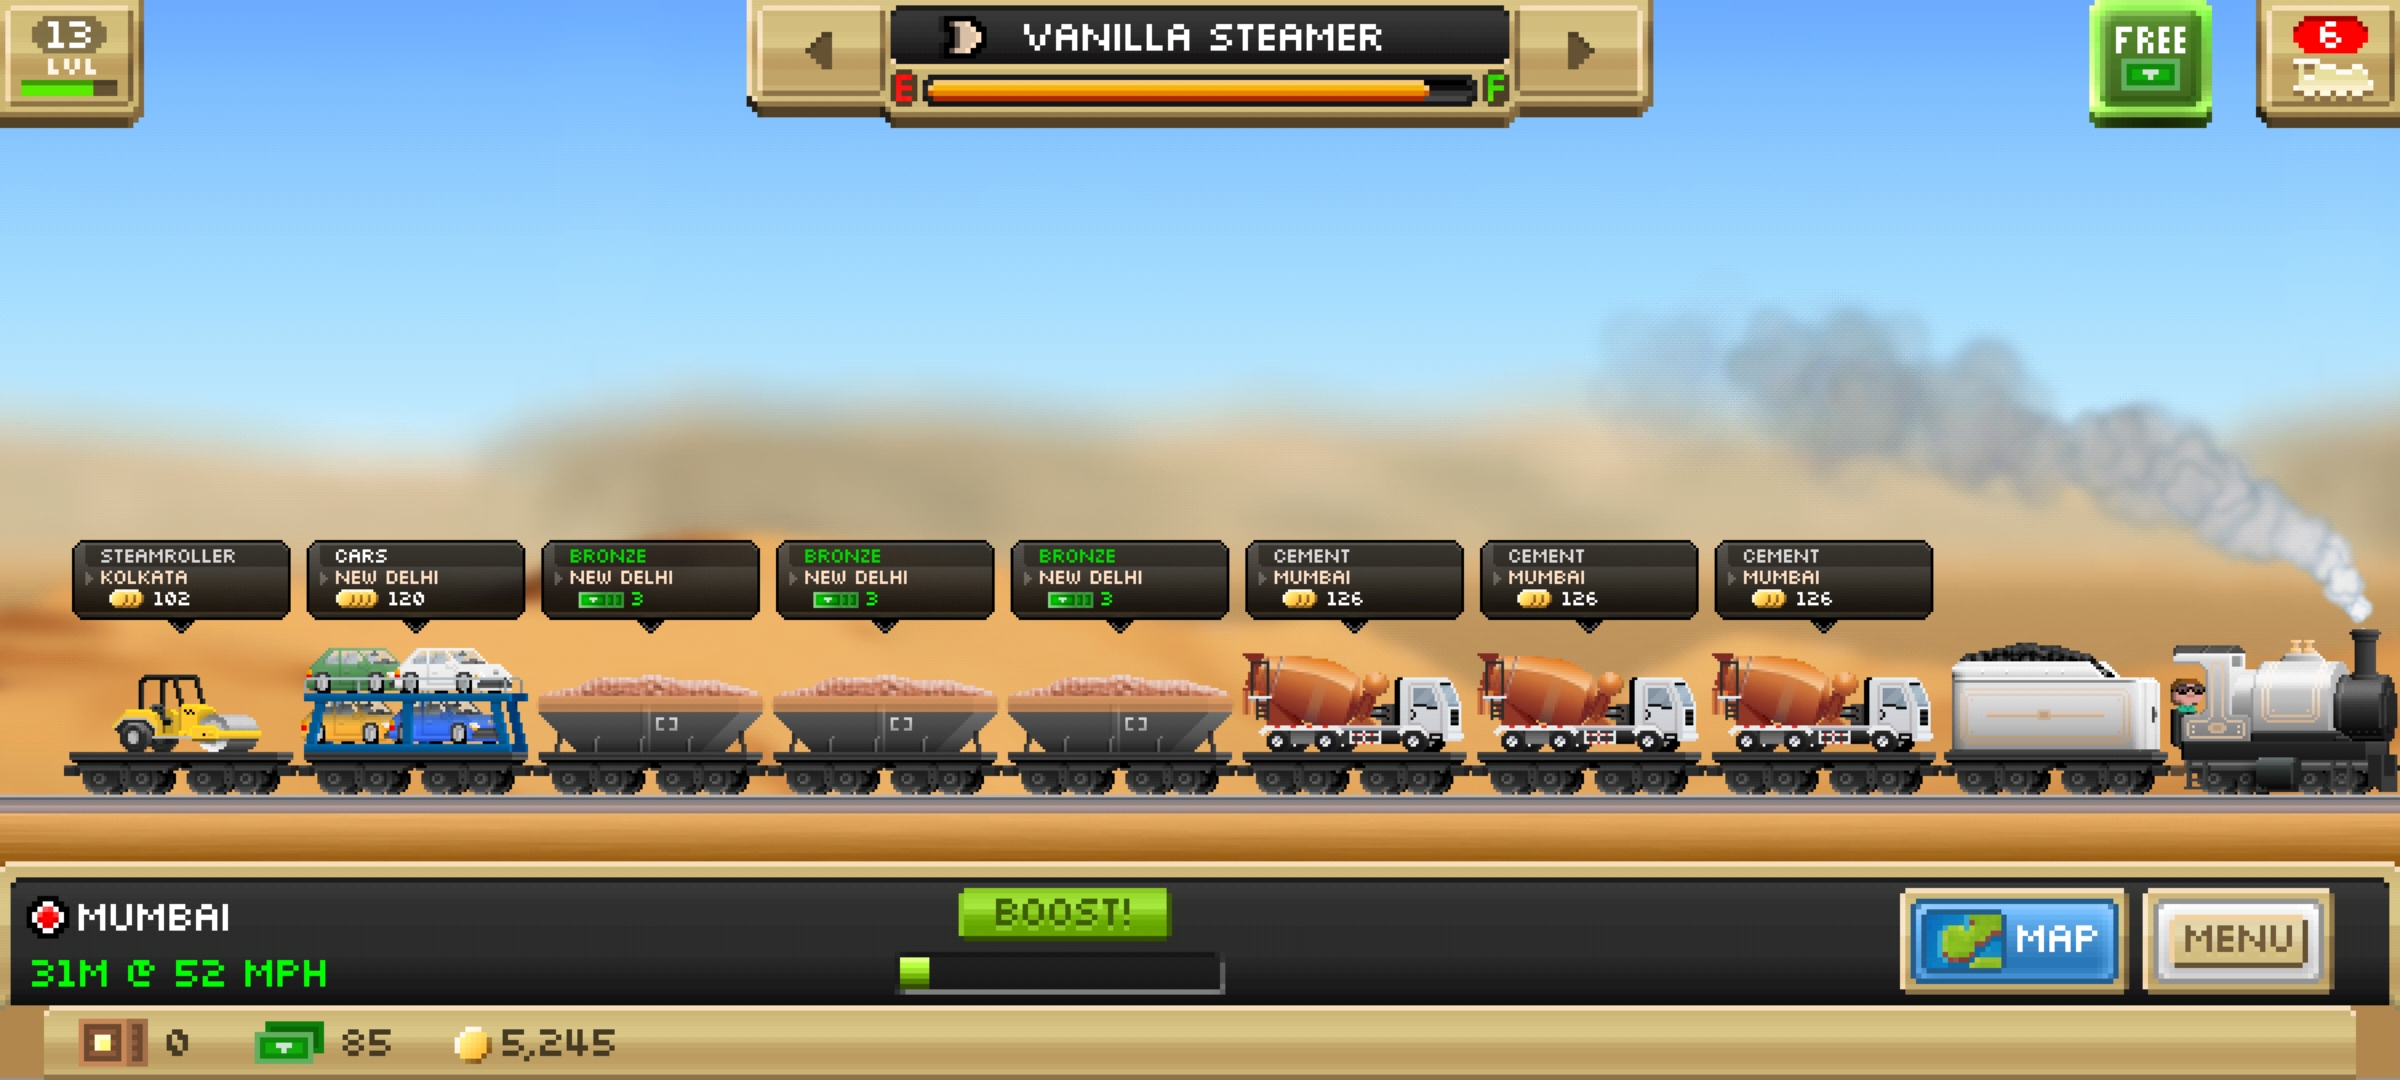 13
LVL
VANILLA STEAMER
E
F
FREE
6
STEAMROLLER
KOLKATA
102
CARS
NEW DELHI
120
BRONZE
NEW DELHI
3
BRONZE
NEW DELHI
3
BRONZE
NEW DELHI
3
CEMENT
MUMBAI
126
CEMENT
MUMBAI
126
CEMENT
MUMBAI
126
MUMBAI
31M @ 52 MPH
BOOST!
MAP
MENU
0
85
5,245